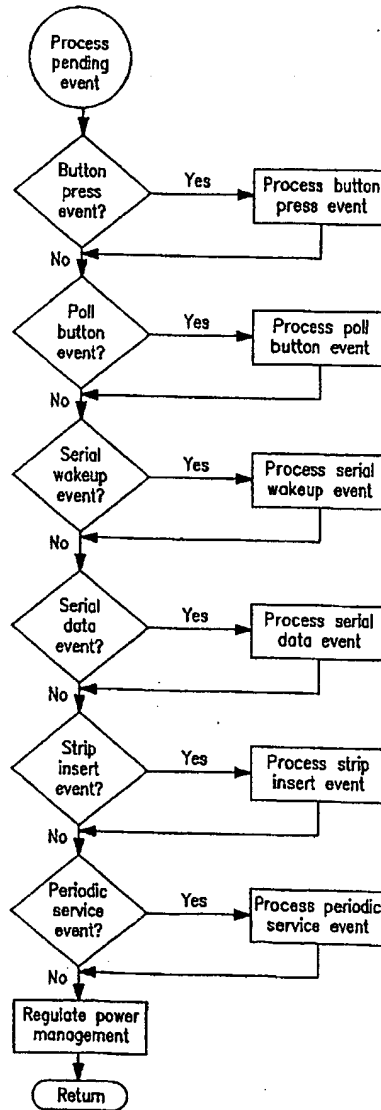 Process
pending
event
Button
press
event?
Yes
Process button
press event
No
Poll
button
event?
Yes
Process poll
button event
No
Serial
wakeup
event?
Yes
Process serial
wakeup event
No
Serial
data
event?
Yes
Process serial
data event
No
Strip
insert
event?
Yes
Process strip
insert event
No
Periodic
service
event?
Yes
Process periodic
service event
No
Regulate power
management
Return